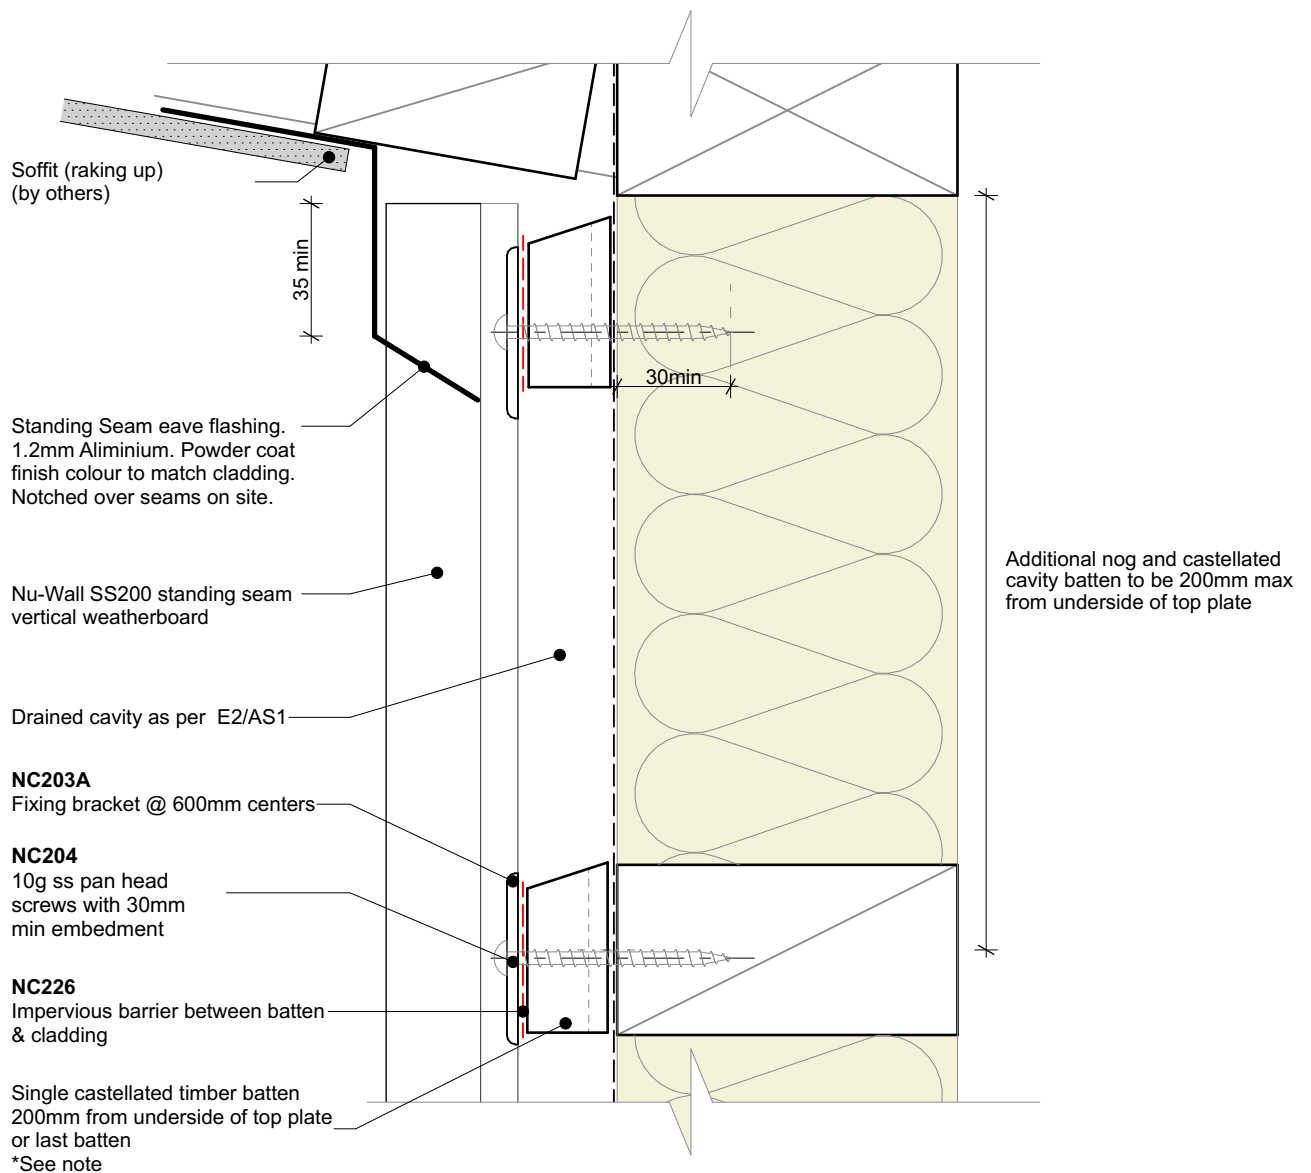 Soffit (raking up)
(by others)
35 min
30min
Standing Seam eave flashing.
1.2mm Aliminium. Powder coat
finish colour to match cladding.
Notched over seams on site.
Additional nog and castellated
cavity batten to be 200mm max
from underside of top plate
Nu-Wall SS200 standing seam
vertical weatherboard
Drained cavity as per E2/AS1
NC203A
Fixing bracket @ 600mm centers
NC204
10g ss pan head
screws with 30mm
min embedment
NC226
Impervious barrier between batten
& cladding
Single castellated timber batten
200mm from underside of top plate
or last batten
*See note